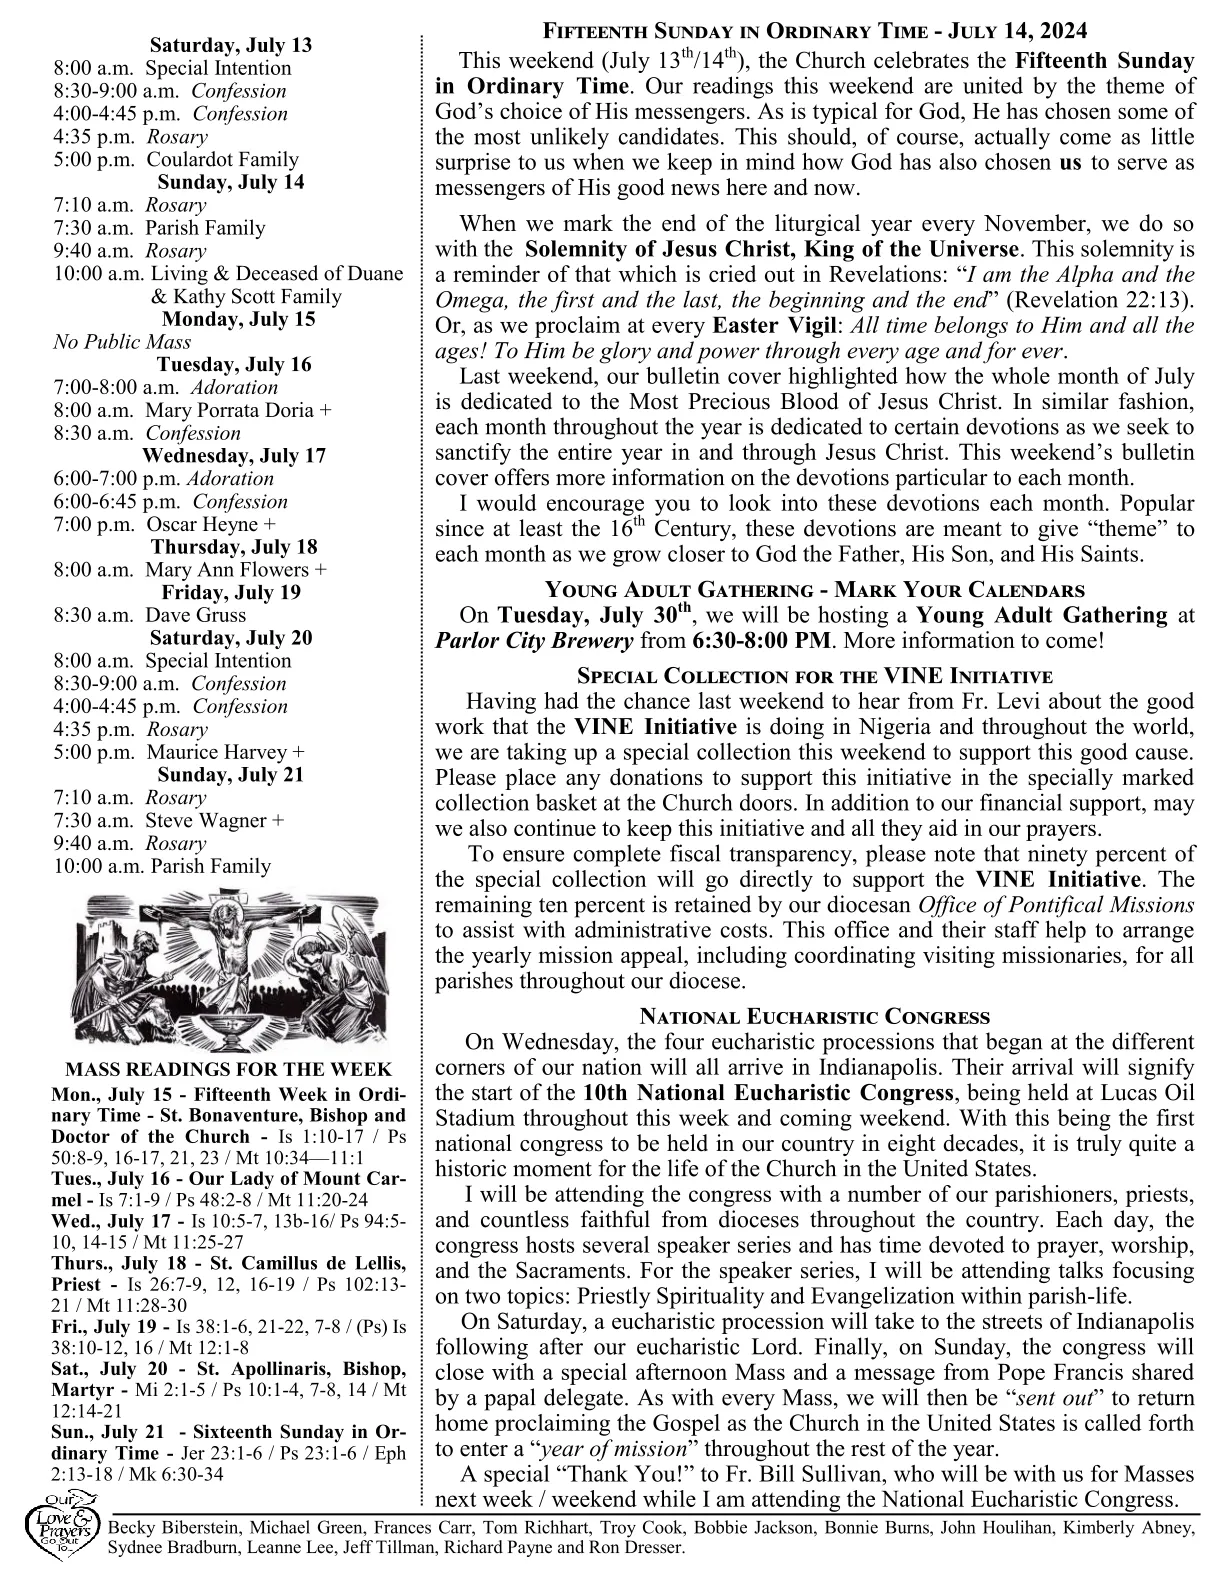 Saturday, July 13
8:00 a.m. Special Intention
8:30-9:00 a.m. Confession
4:00-4:45 p.m. Confession
4:35 p.m. Rosary
5:00 p.m. Coulardot Family
Sunday, July 14
7:10 a.m. Rosary
7:30 a.m. Parish Family
9:40 a.m. Rosary
10:00 a.m. Living & Deceased of Duane
& Kathy Scott Family
Monday, July 15
No Public Mass
Tuesday, July 16
7:00-8:00 a.m. Adoration
8:00 a.m. Mary Porrata Doria +
8:30 a.m. Confession
Wednesday, July 17
6:00-7:00 p.m. Adoration
6:00-6:45 p.m. Confession
7:00 p.m. Oscar Heyne +
Thursday, July 18
8:00 a.m. Mary Ann Flowers +
Friday, July 19
8:30 a.m. Dave Gruss
Saturday, July 20
8:00 a.m. Special Intention
8:30-9:00 a.m. Confession
4:00-4:45 p.m. Confession
4:35 p.m. Rosary
5:00 p.m. Maurice Harvey +
Sunday, July 21
7:10 a.m. Rosary
7:30 a.m. Steve Wagner +
9:40 a.m. Rosary
10:00 a.m. Parish Family
MASS READINGS FOR THE WEEK
Mon., July 15 - Fifteenth Week in Ordi-
nary Time - St. Bonaventure, Bishop and
Doctor of the Church - Is 1:10-17 / Ps
50:8-9, 16-17, 21, 23 / Mt 10:34—11:1
Tues., July 16 - Our Lady of Mount Car-
mel - Is 7:1-9 / Ps 48:2-8 / Mt 11:20-24
Wed., July 17 - Is 10:5-7, 13b-16/ Ps 94:5-
10, 14-15 / Mt 11:25-27
Thurs., July 18 - St. Camillus de Lellis,
Priest - Is 26:7-9, 12, 16-19 / Ps 102:13-
21 / Mt 11:28-30
Fri., July 19 - Is 38:1-6, 21-22, 7-8 / (Ps) Is
38:10-12, 16 / Mt 12:1-8
Sat., July 20 - St. Apollinaris, Bishop,
Martyr - Mi 2:1-5 / Ps 10:1-4, 7-8, 14 / Mt
12:14-21
Sun., July 21 - Sixteenth Sunday in Or-
dinary Time - Jer 23:1-6 / Ps 23:1-6 / Eph
2:13-18 / Mk 6:30-34
FIFTEENTH SUNDAY IN ORDINARY TIME - JULY 14, 2024
This weekend (July 13th/14th), the Church celebrates the Fifteenth Sunday
in Ordinary Time. Our readings this weekend are united by the theme of
God's choice of His messengers. As is typical for God, He has chosen some of
the most unlikely candidates. This should, of course, actually come as little
surprise to us when we keep in mind how God has also chosen us to serve as
messengers of His good news here and now.
When we mark the end of the liturgical year every November, we do so
with the Solemnity of Jesus Christ, King of the Universe. This solemnity is
a reminder of that which is cried out in Revelations: “I am the Alpha and the
Omega, the first and the last, the beginning and the end” (Revelation 22:13).
Or, as we proclaim at every Easter Vigil: All time belongs to Him and all the
ages! To Him be glory and power through every age and for ever.
Last weekend, our bulletin cover highlighted how the whole month of July
is dedicated to the Most Precious Blood of Jesus Christ. In similar fashion,
each month throughout the year is dedicated to certain devotions as we seek to
sanctify the entire year in and through Jesus Christ. This weekend's bulletin
cover offers more information on the devotions particular to each month.
I would encourage you to look into these devotions each month. Popular
since at least the 16th Century, these devotions are meant to give “theme” to
each month as we grow closer to God the Father, His Son, and His Saints.
YOUNG ADULT GATHERING - MARK YOUR CALENDARS
On Tuesday, July 30th, we will be hosting a Young Adult Gathering at
Parlor City Brewery from 6:30-8:00 PM. More information to come!
SPECIAL COLLECTION FOR THE VINE INITIATIVE
Having had the chance last weekend to hear from Fr. Levi about the good
work that the VINE Initiative is doing in Nigeria and throughout the world,
we are taking up a special collection this weekend to support this good cause.
Please place any donations to support this initiative in the specially marked
collection basket at the Church doors. In addition to our financial support, may
we also continue to keep this initiative and all they aid in our prayers.
To ensure complete fiscal transparency, please note that ninety percent of
the special collection will go directly to support the VINE Initiative. The
remaining ten percent is retained by our diocesan Office of Pontifical Missions
to assist with administrative costs. This office and their staff help to arrange
the yearly mission appeal, including coordinating visiting missionaries, for all
parishes throughout our diocese.
NATIONAL EUCHARISTIC CONGRESS
On Wednesday, the four eucharistic processions that began at the different
corners of our nation will all arrive in Indianapolis. Their arrival will signify
the start of the 10th National Eucharistic Congress, being held at Lucas Oil
Stadium throughout this week and coming weekend. With this being the first
national congress to be held in our country in eight decades, it is truly quite a
historic moment for the life of the Church in the United States.
I will be attending the congress with a number of our parishioners, priests,
and countless faithful from dioceses throughout the country. Each day, the
congress hosts several speaker series and has time devoted to prayer, worship,
and the Sacraments. For the speaker series, I will be attending talks focusing
on two topics: Priestly Spirituality and Evangelization within parish-life.
On Saturday, a eucharistic procession will take to the streets of Indianapolis
following after our eucharistic Lord. Finally, on Sunday, the congress will
close with a special afternoon Mass and a message from Pope Francis shared
by a papal delegate. As with every Mass, we will then be “sent out” to return
home proclaiming the Gospel as the Church in the United States is called forth
to enter a “year of mission” throughout the rest of the year.
A special “Thank You!” to Fr. Bill Sullivan, who will be with us for Masses
next week / weekend while I am attending the National Eucharistic Congress.
Our
Love &
Prayers
Go Out
To...
Becky Biberstein, Michael Green, Frances Carr, Tom Richhart, Troy Cook, Bobbie Jackson, Bonnie Burns, John Houlihan, Kimberly Abney,
Sydnee Bradburn, Leanne Lee, Jeff Tillman, Richard Payne and Ron Dresser.